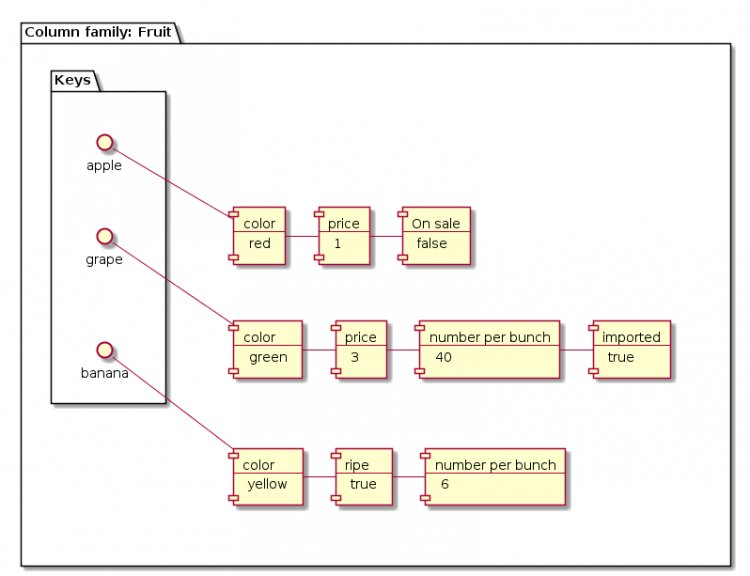 Column family: Fruit
Keys
apple
color
red
price
1
On sale
false
grape
color
green
price
3
number per bunch
40
imported
true
banana
color
yellow
ripe
true
number per bunch
6